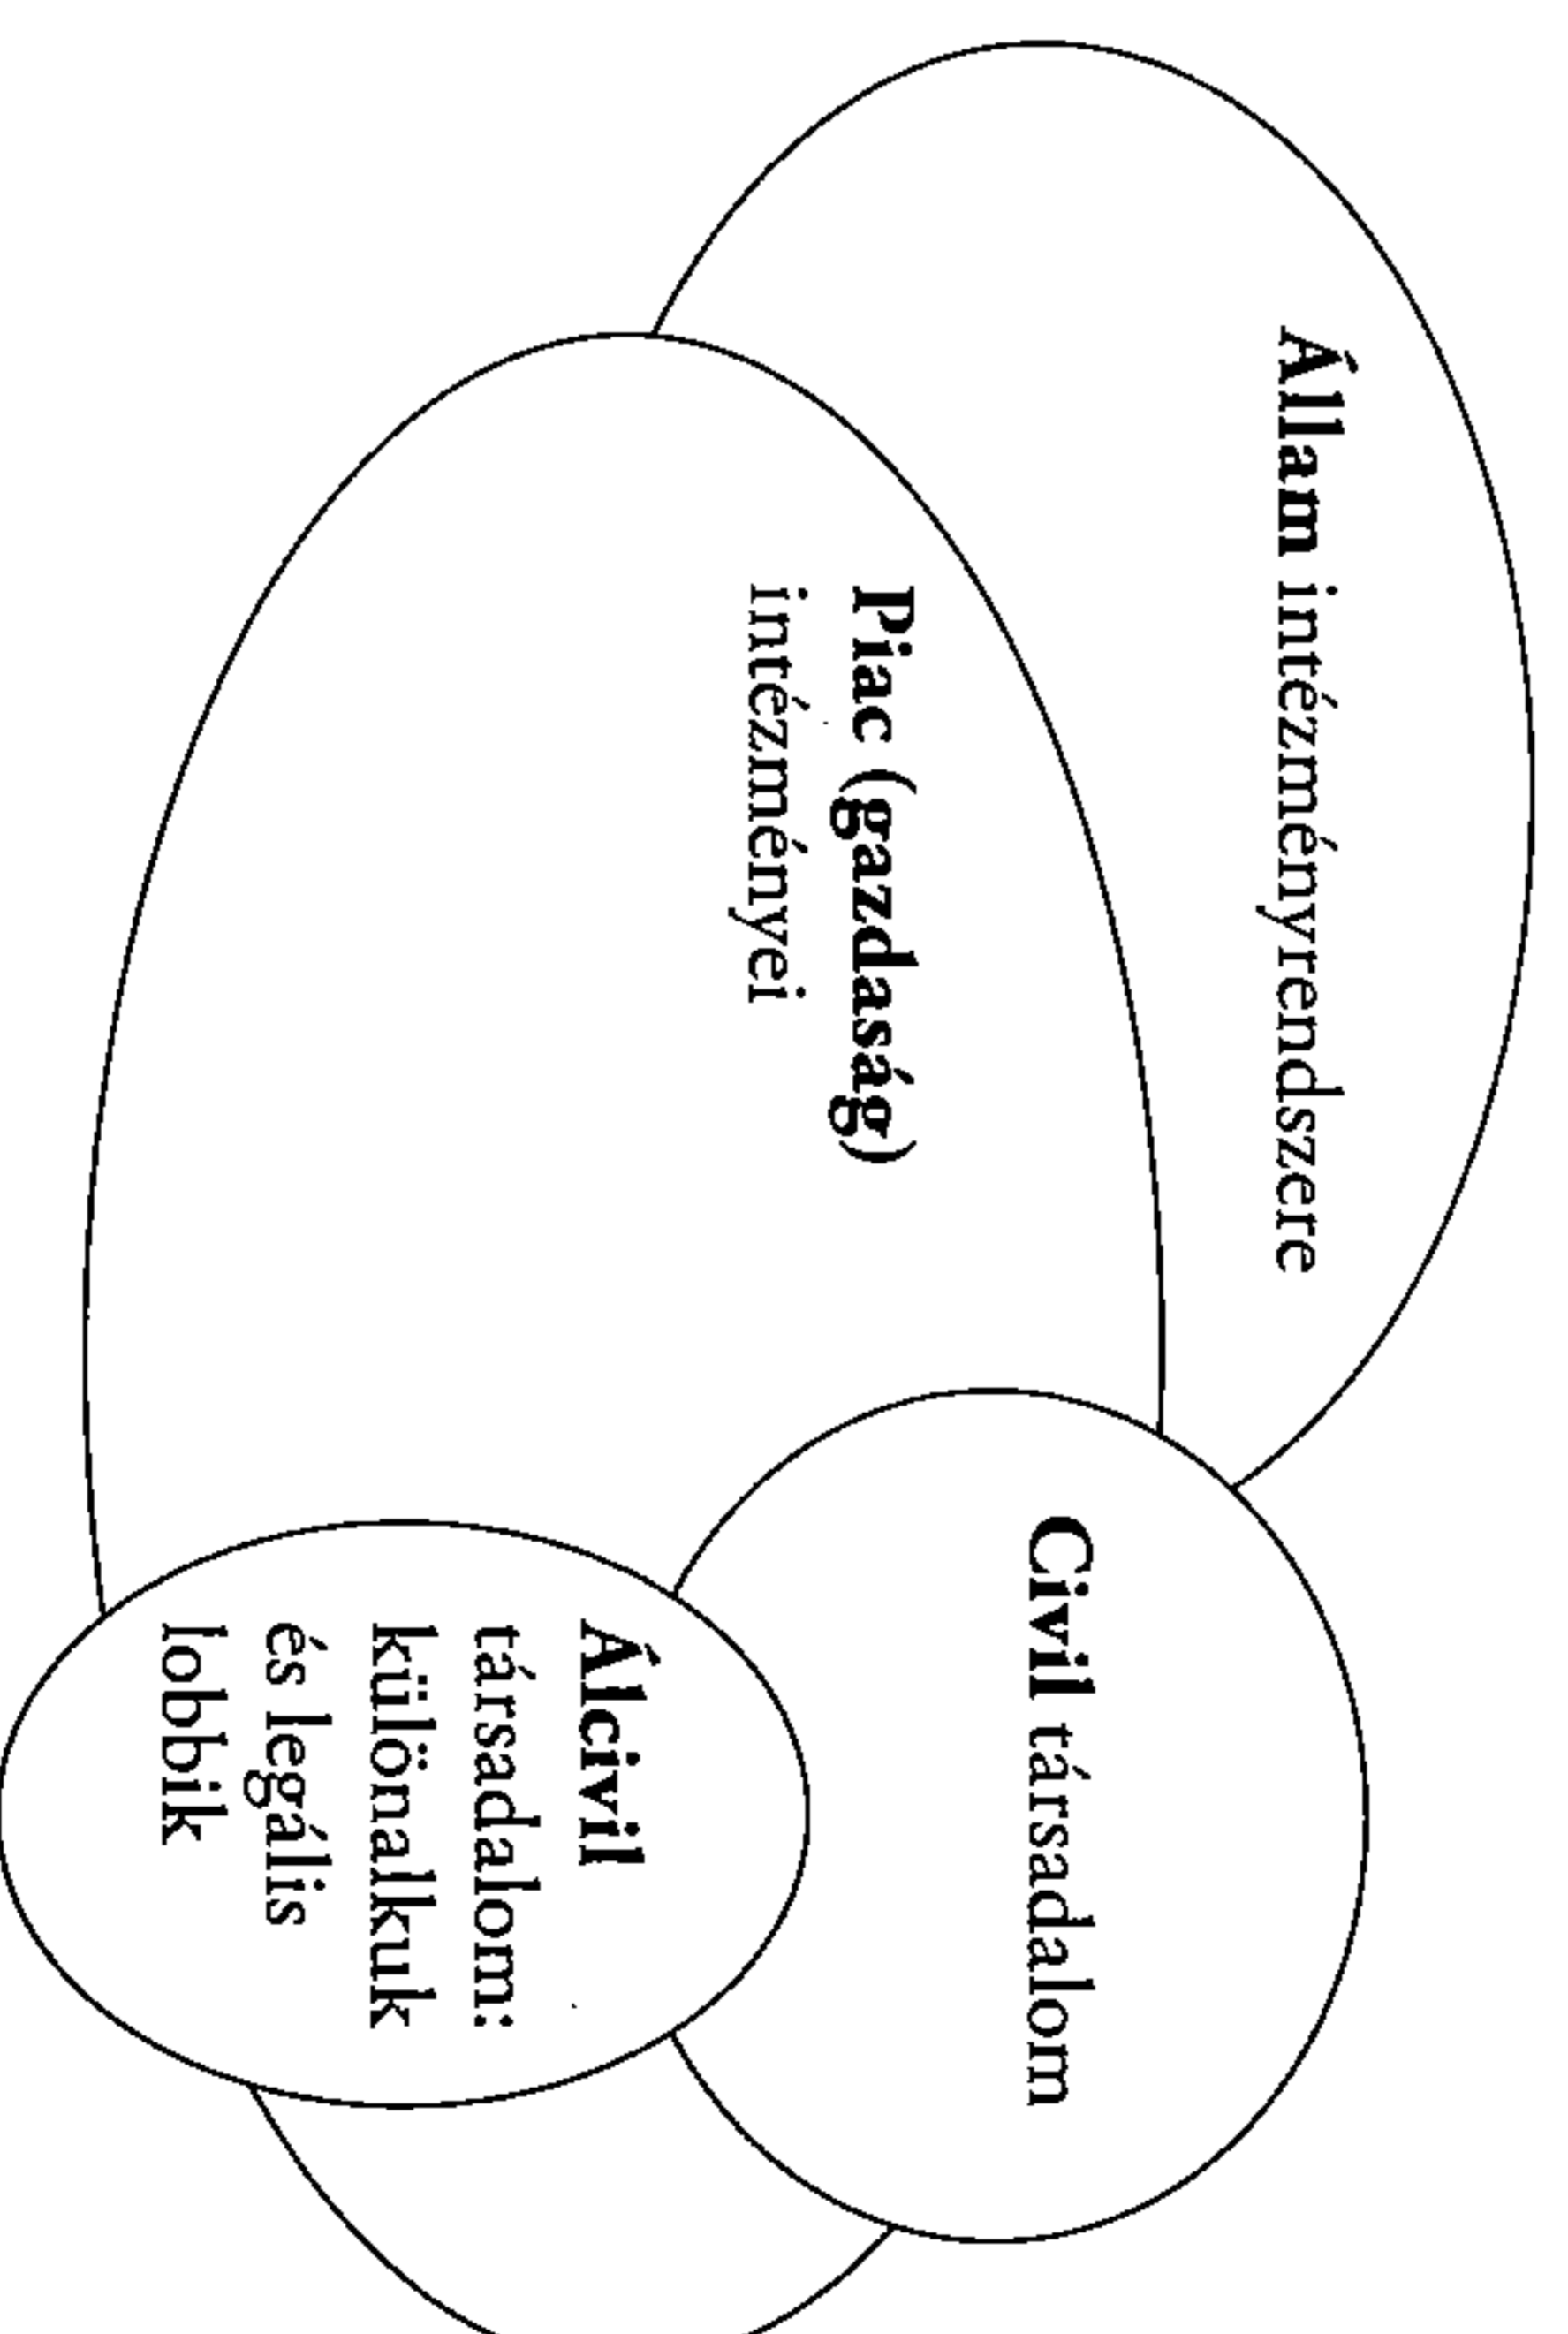 Állam intézményrendszere
Piac (gazdaság)
intézményei
Civil társadalom
Álcivil
társadalom:
különalkuk
és legális
lobbik